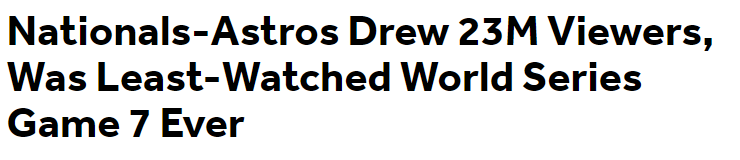 Nationals-Astros Drew 23M Viewers,
Was Least-Watched World Series
Game 7 Ever